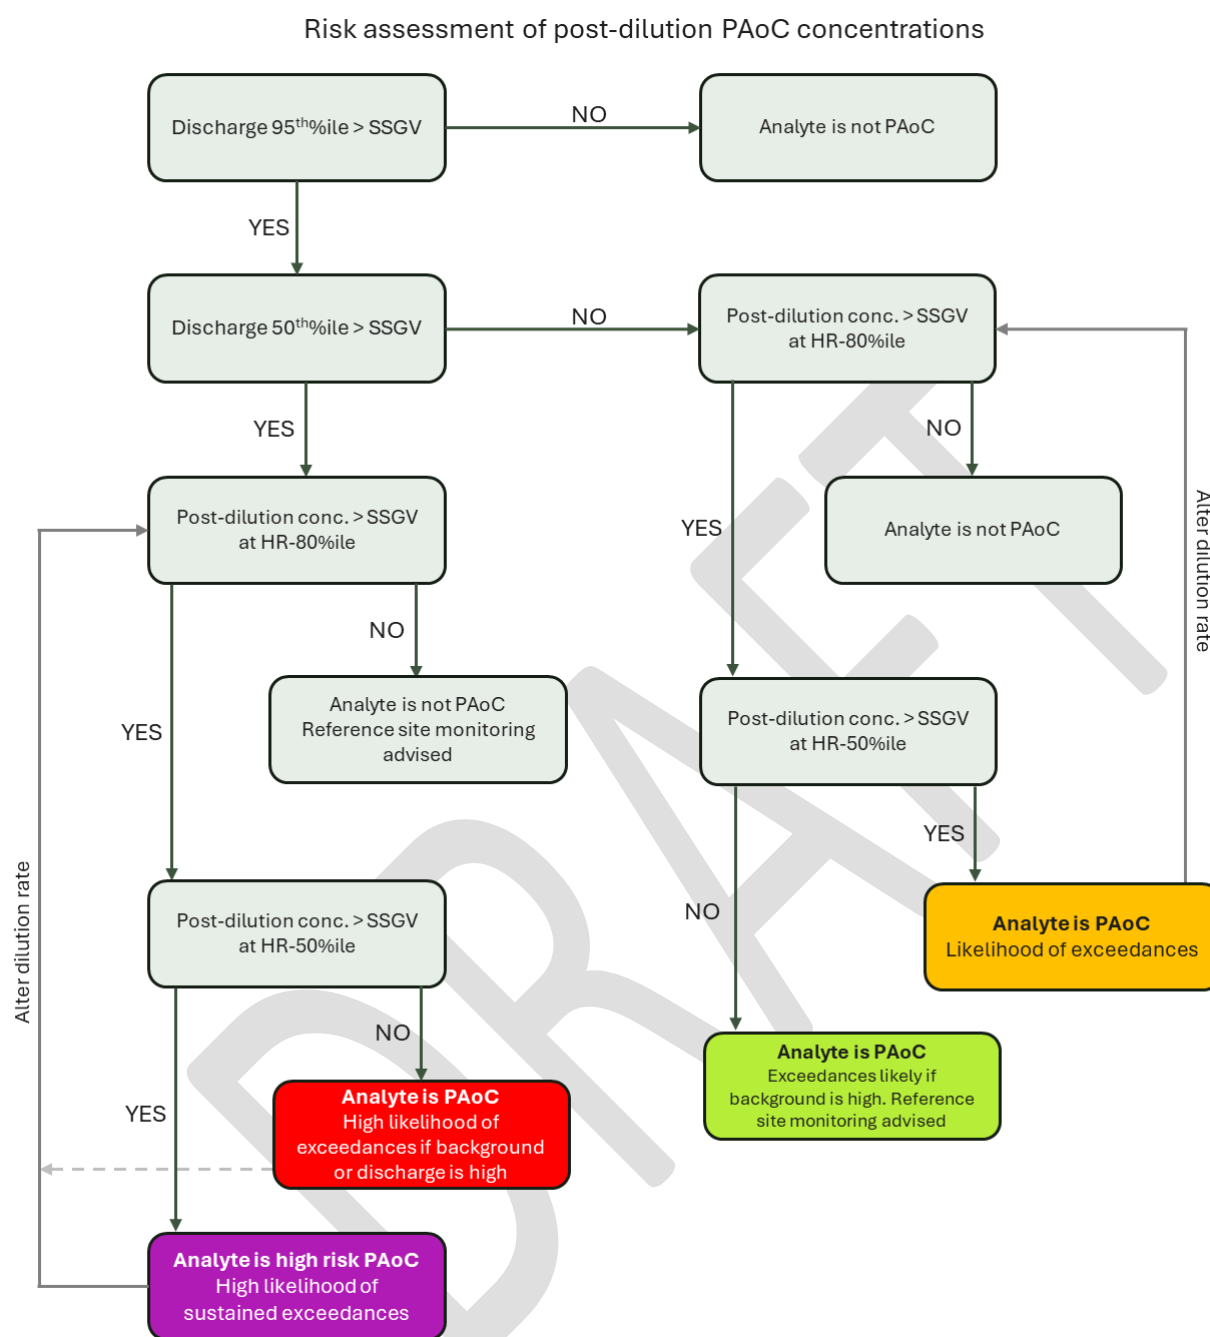 Risk assessment of post-dilution PAoC concentrations
Discharge 95th%ile > SSGV
NO
Analyte is not PAoC
YES
Discharge 50th%ile > SSGV
NO
Post-dilution conc. > SSGV
at HR-80%ile
YES
NO
Post-dilution conc. > SSGV
at HR-80%ile
YES
Analyte is not PAoC
Alter dilution rate
NO
Analyte is not PAoC
Reference site monitoring
advised
YES
Post-dilution conc. > SSGV
at HR-50%ile
YES
NO
Post-dilution conc. > SSGV
at HR-50%ile
Analyte is PAoC
Likelihood of exceedances
Alter dilution rate
NO
YES
Analyte is PAoC
High likelihood of
exceedances if background
or discharge is high
Analyte is PAoC
Exceedances likely if
background is high. Reference
site monitoring advised
Analyte is high risk PAoC
High likelihood of
sustained exceedances
DRAFT